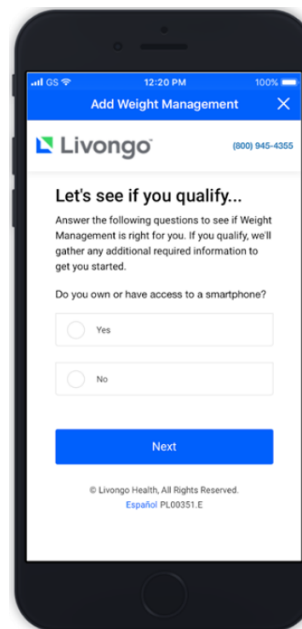 GS 12:20 PM 100%
Add Weight Management
Livongo (800) 945-4355
Let's see if you qualify...
Answer the following questions to see if Weight
Management is right for you. If you qualify, we'll
gather any additional required information to
get you started.
Do you own or have access to a smartphone?
Yes
No
Next
© Livongo Health, All Rights Reserved.
Español PL00351.E